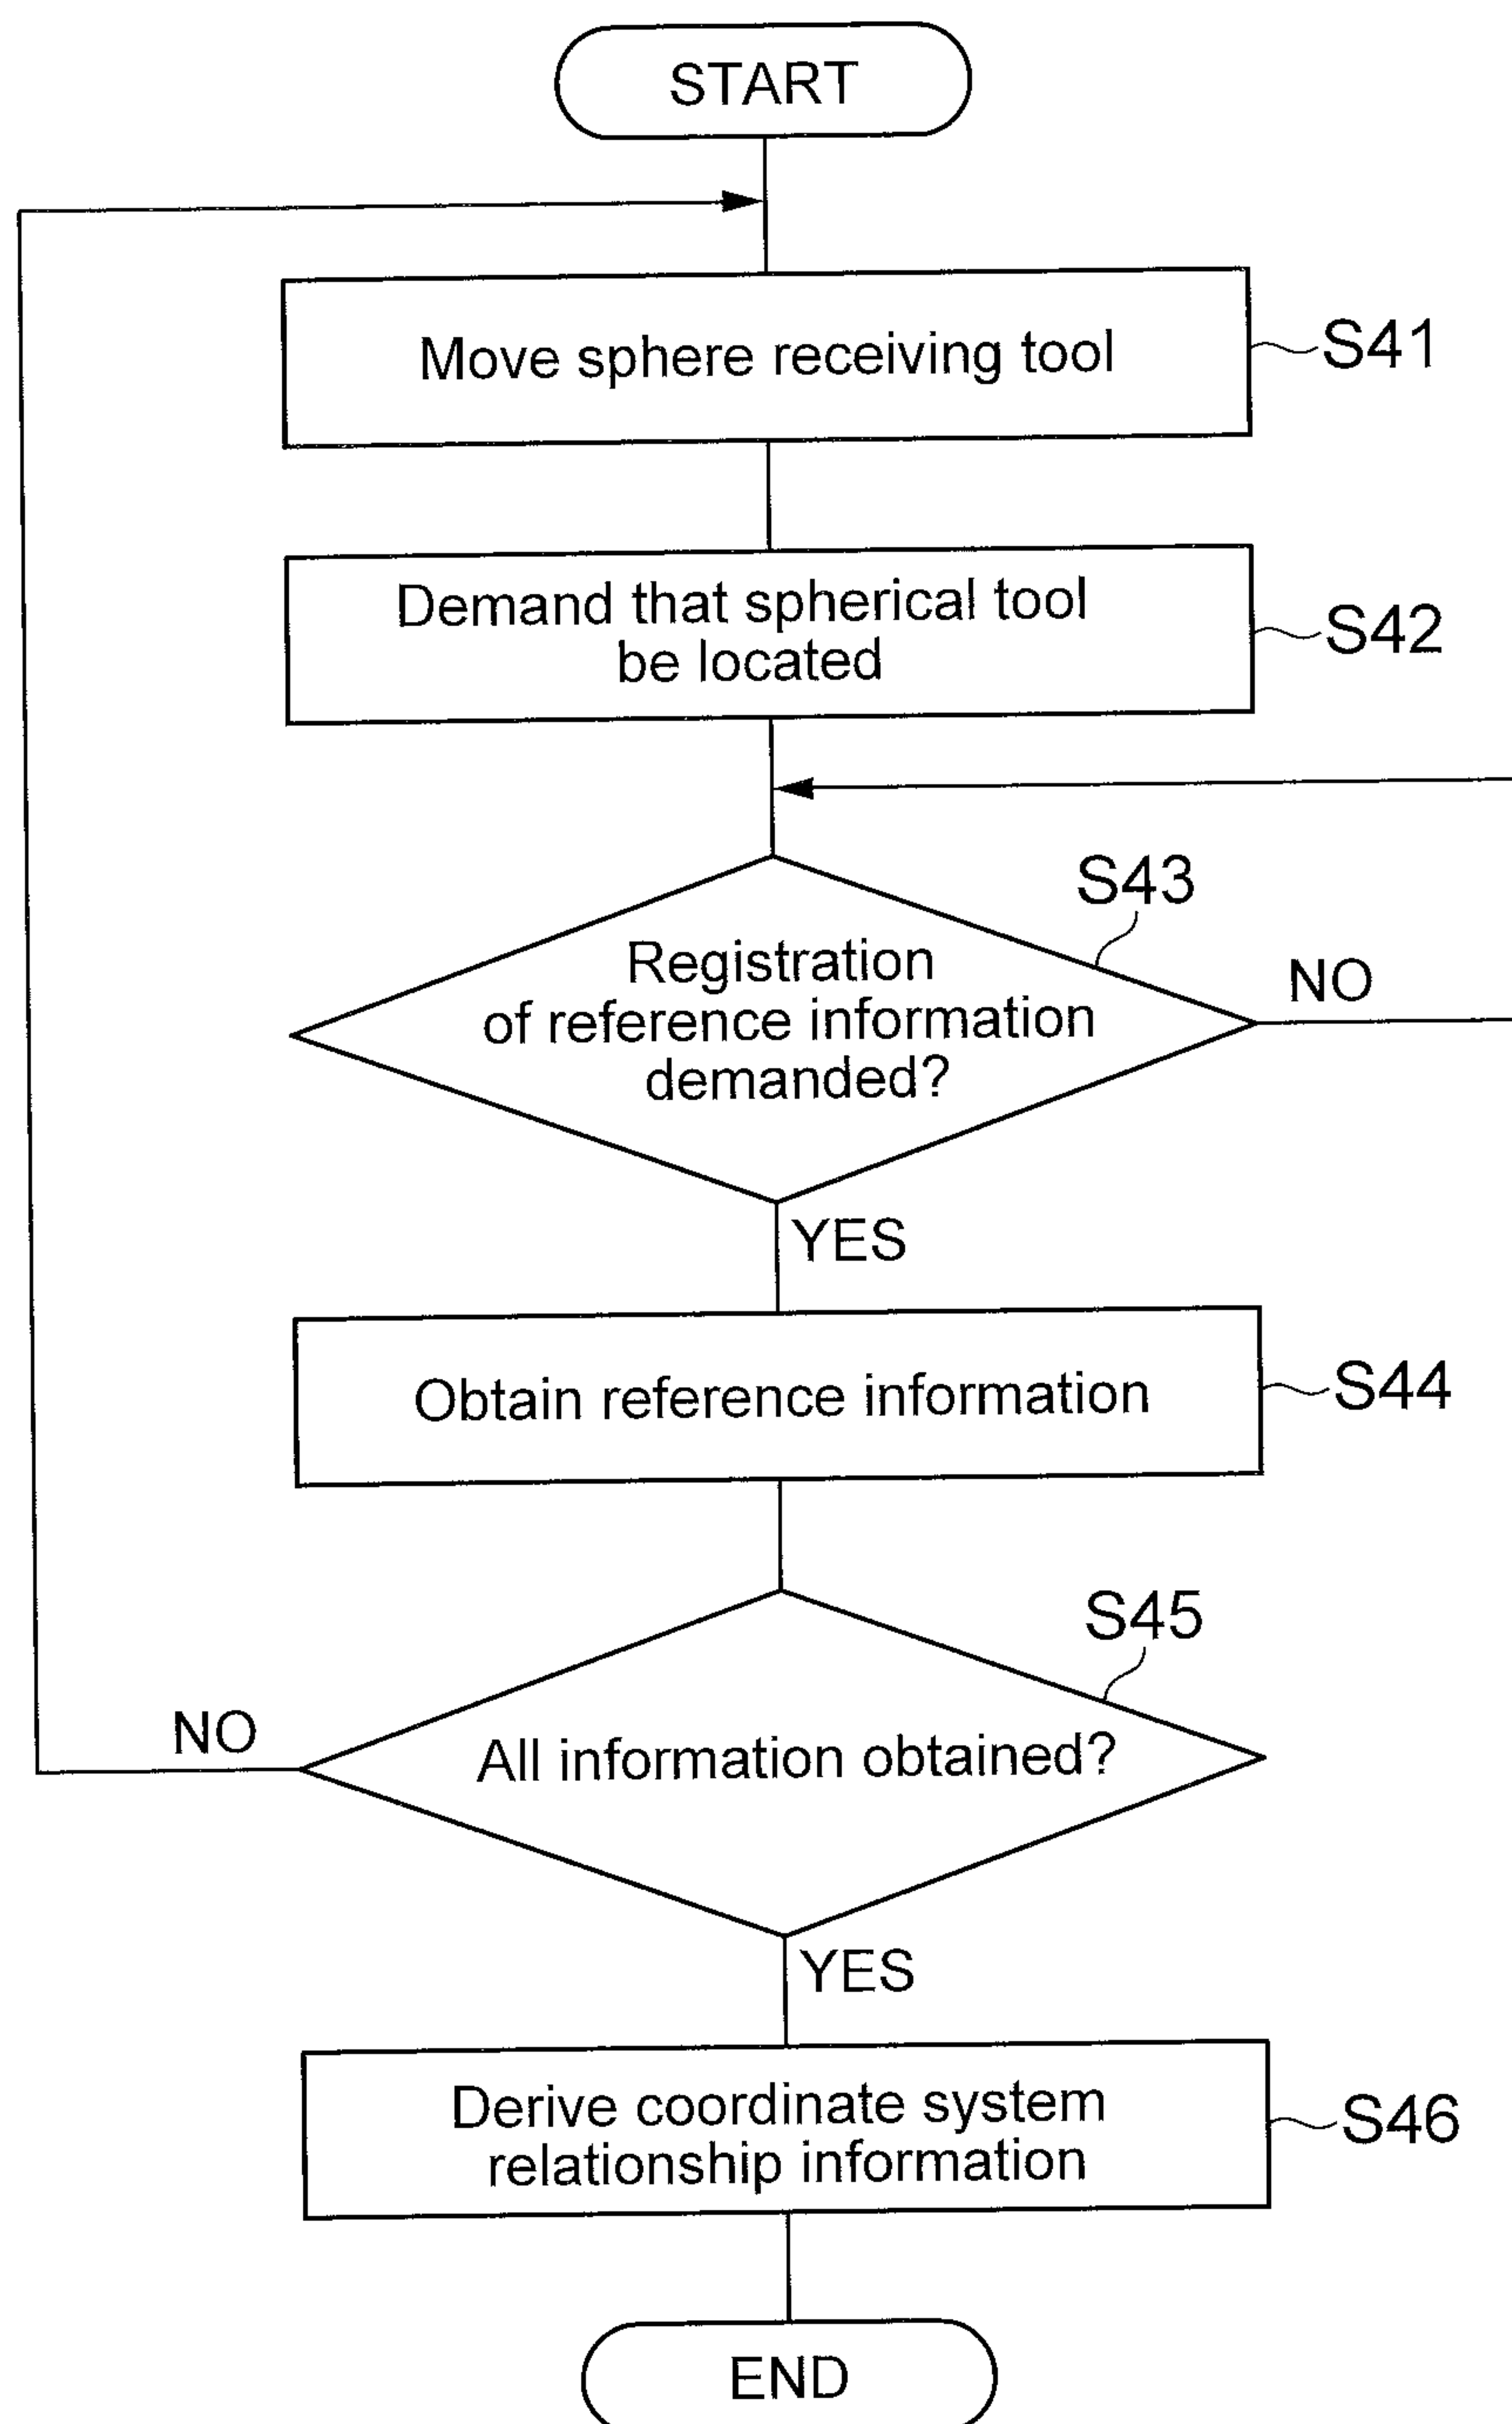 START
Move sphere receiving tool
S41
Demand that spherical tool
be located
S42
S43
Registration
of reference information
demanded?
NO
YES
Obtain reference information
S44
S45
All information obtained?
NO
YES
Derive coordinate system
relationship information
S46
END